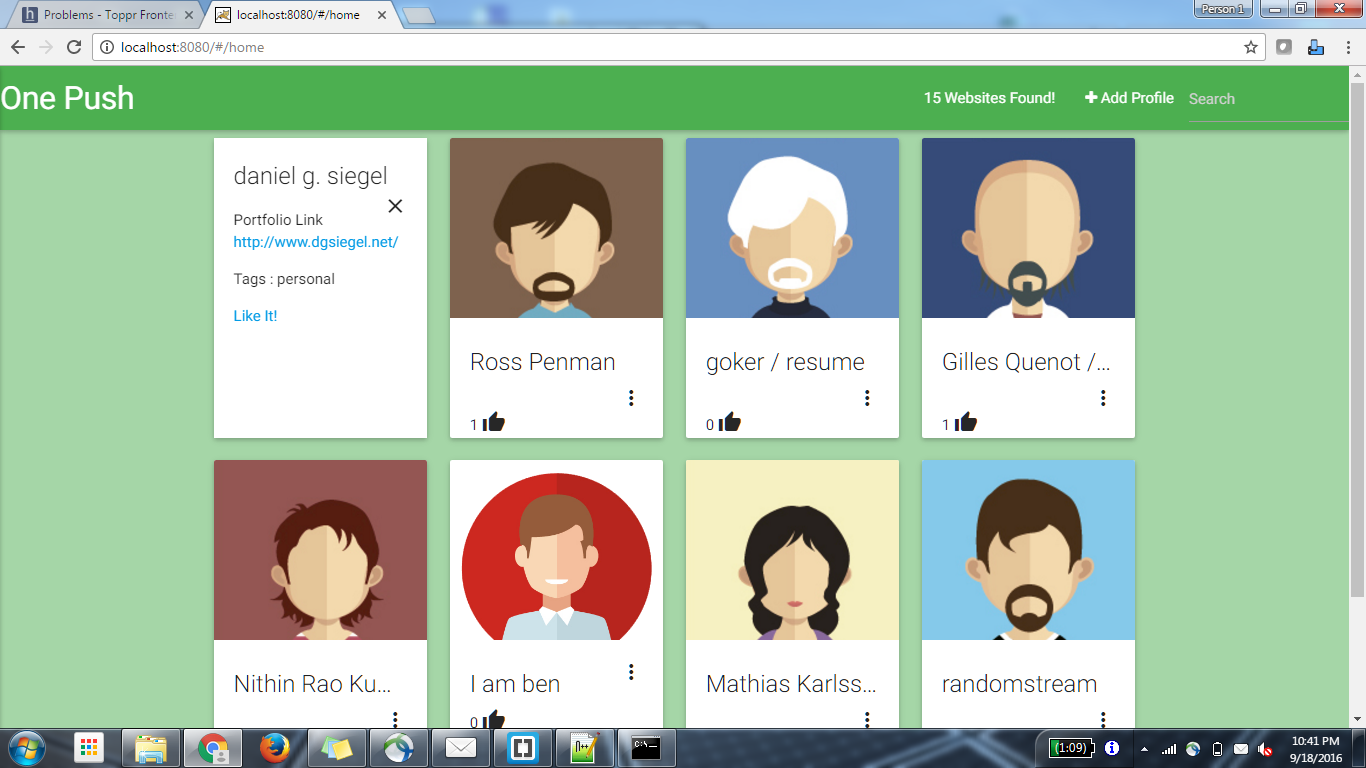 Problems - Toppr Fronte
localhost:8080/#/home
Person 1
localhost:8080/#/home
One Push
15 Websites Found!
Add Profile
Search
daniel g. siegel
Portfolio Link
http://www.dgsiegel.net/
Tags : personal
Like It!
Ross Penman
1
goker / resume
0
Gilles Quenot /...
1
Nithin Rao Ku...
I am ben
0
Mathias Karlss...
randomstream
(1:09)
10:41 PM
9/18/2016